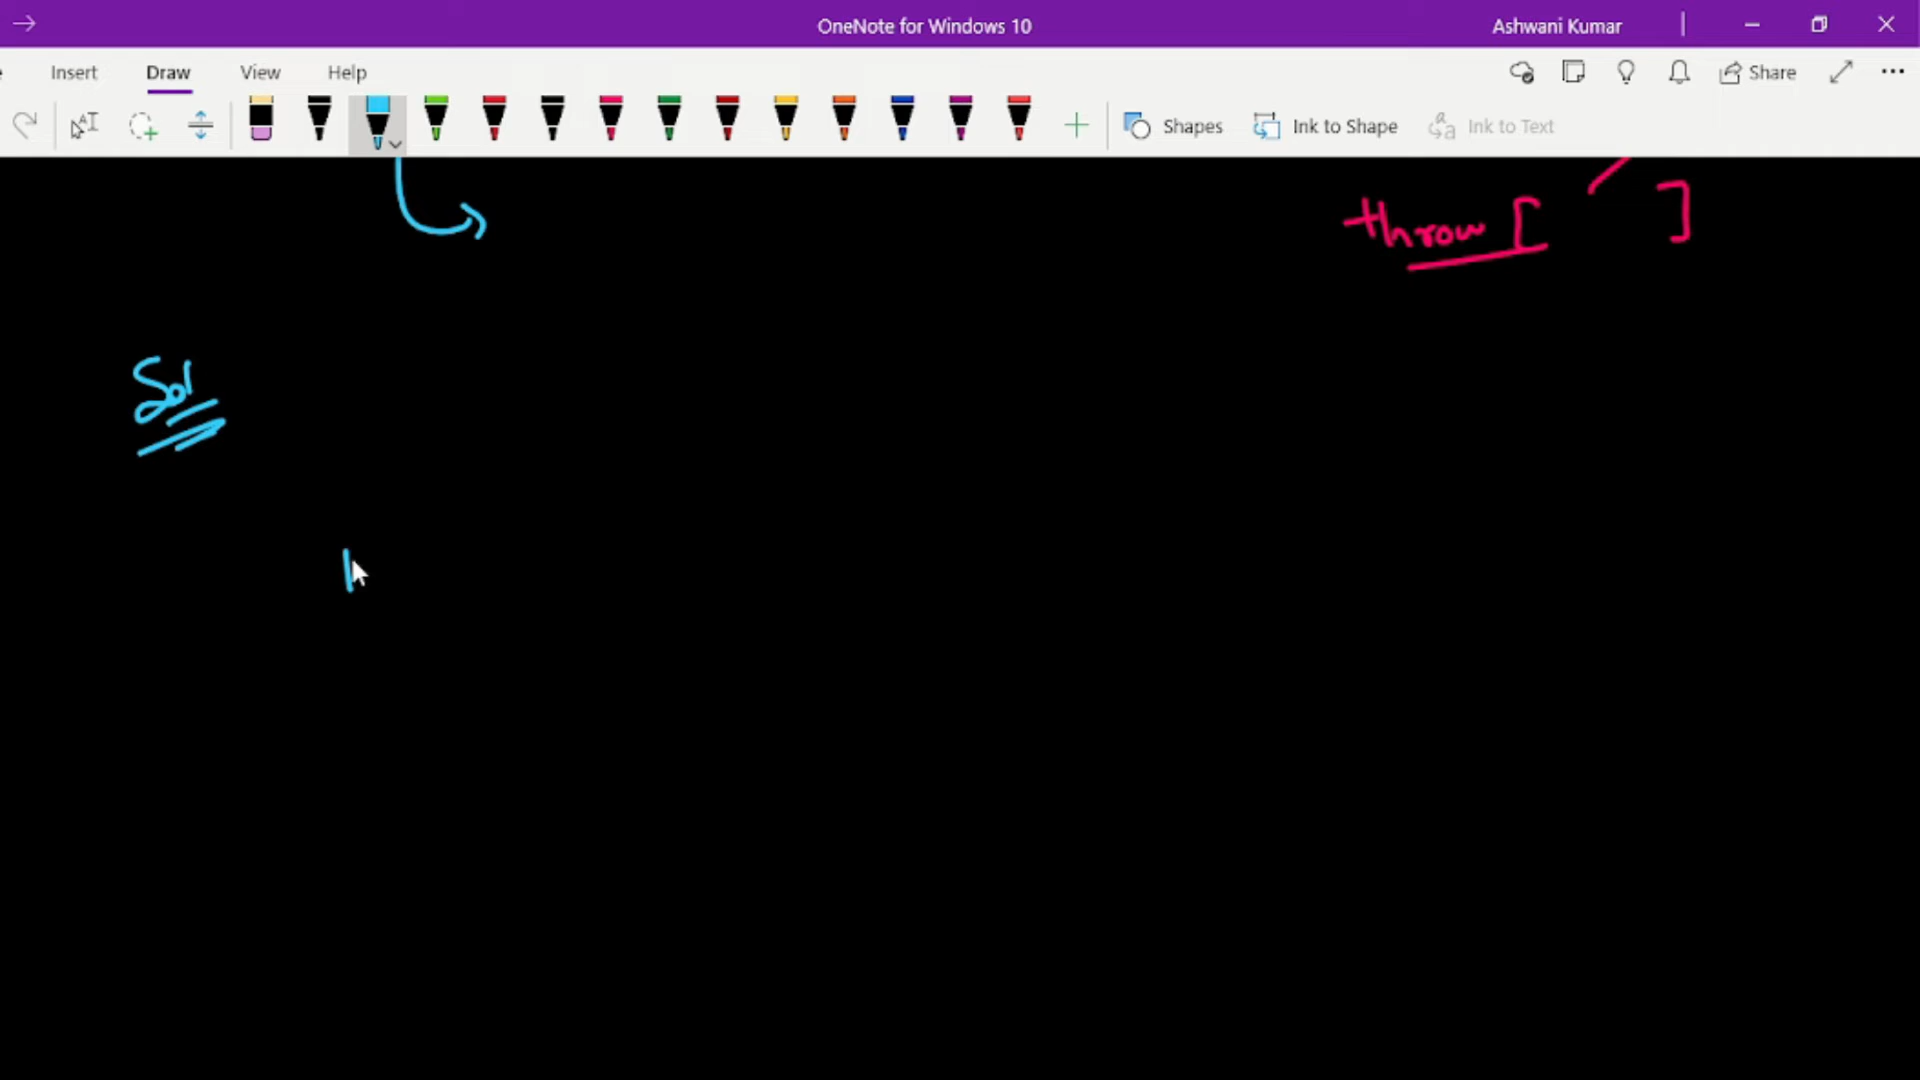 OneNote for Windows 10 Ashwani Kumar
Insert Draw View Help Share
Shapes Ink to Shape Ink to Text
throw [ ]
Sol